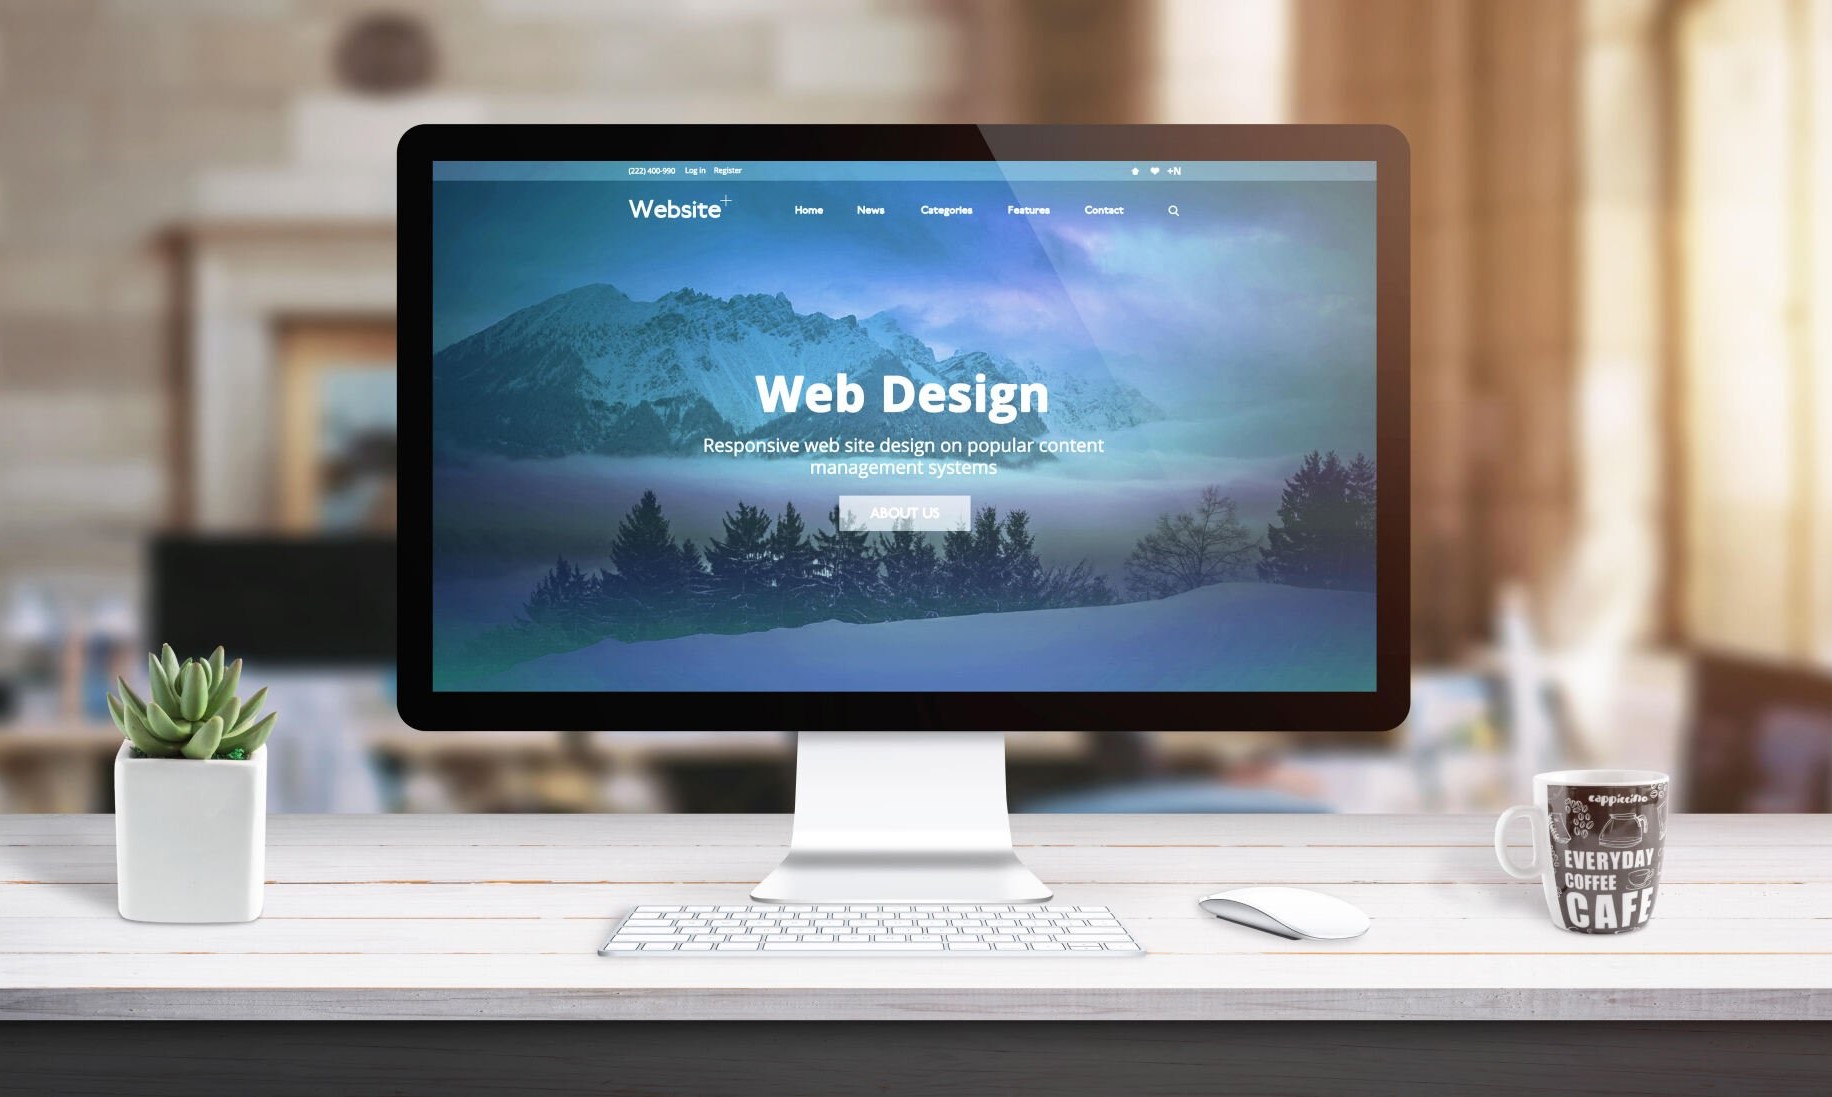 (222) 400-990 Log in Register
+N
Website+
Home News Categories Features Contact
Web Design
Responsive web site design on popular content
management systems
ABOUT US
cappiccino
EVERYDAY
COFFEE
CAFE